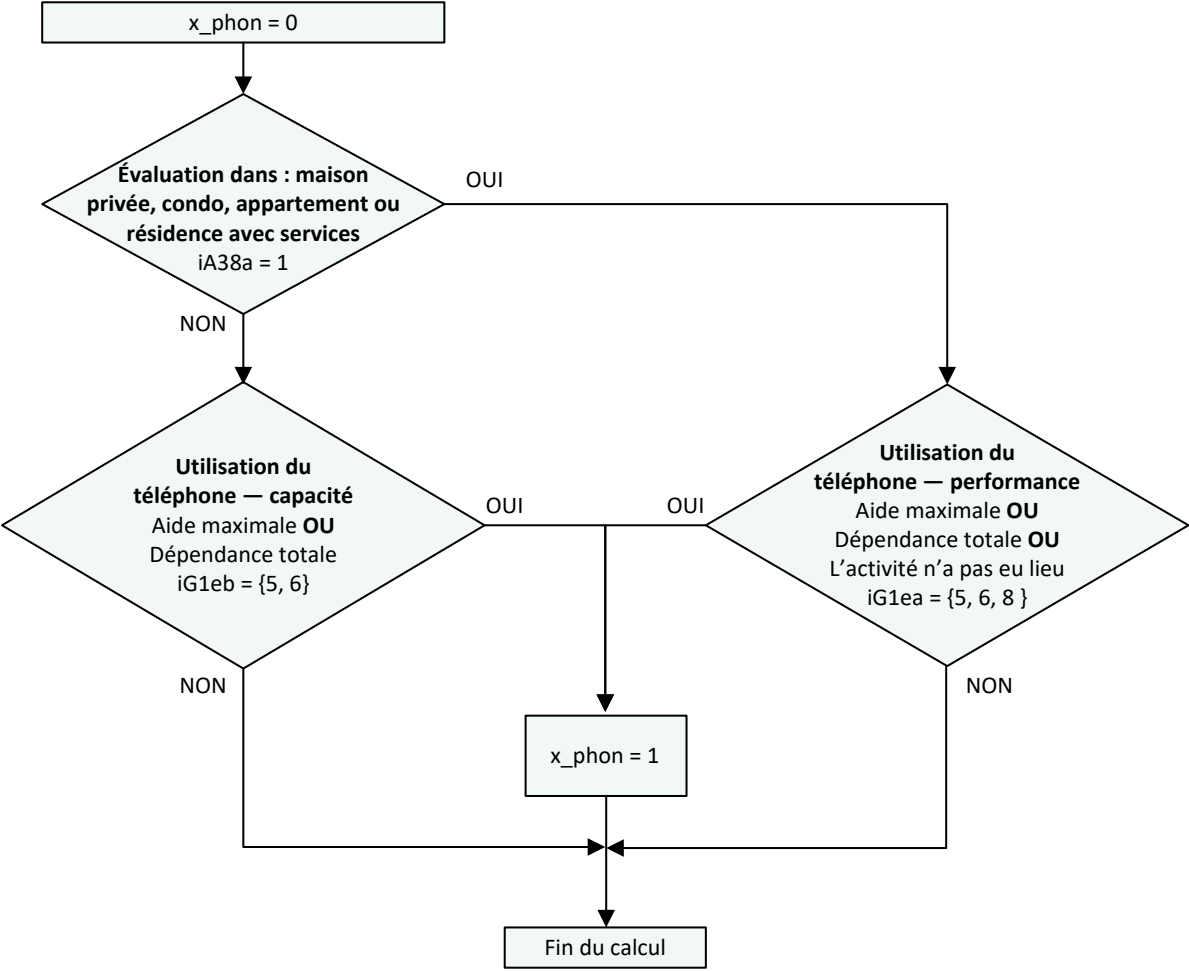 x_phon = 0
Évaluation dans : maison
privée, condo, appartement ou
résidence avec services
iA38a = 1
OUI
NON
Utilisation du
téléphone — capacité
Aide maximale OU
Dépendance totale
iG1eb = {5, 6}
OUI
NON
Utilisation du
téléphone — performance
Aide maximale OU
Dépendance totale OU
L’activité n’a pas eu lieu
iG1ea = {5, 6, 8 }
OUI
NON
x_phon = 1
Fin du calcul